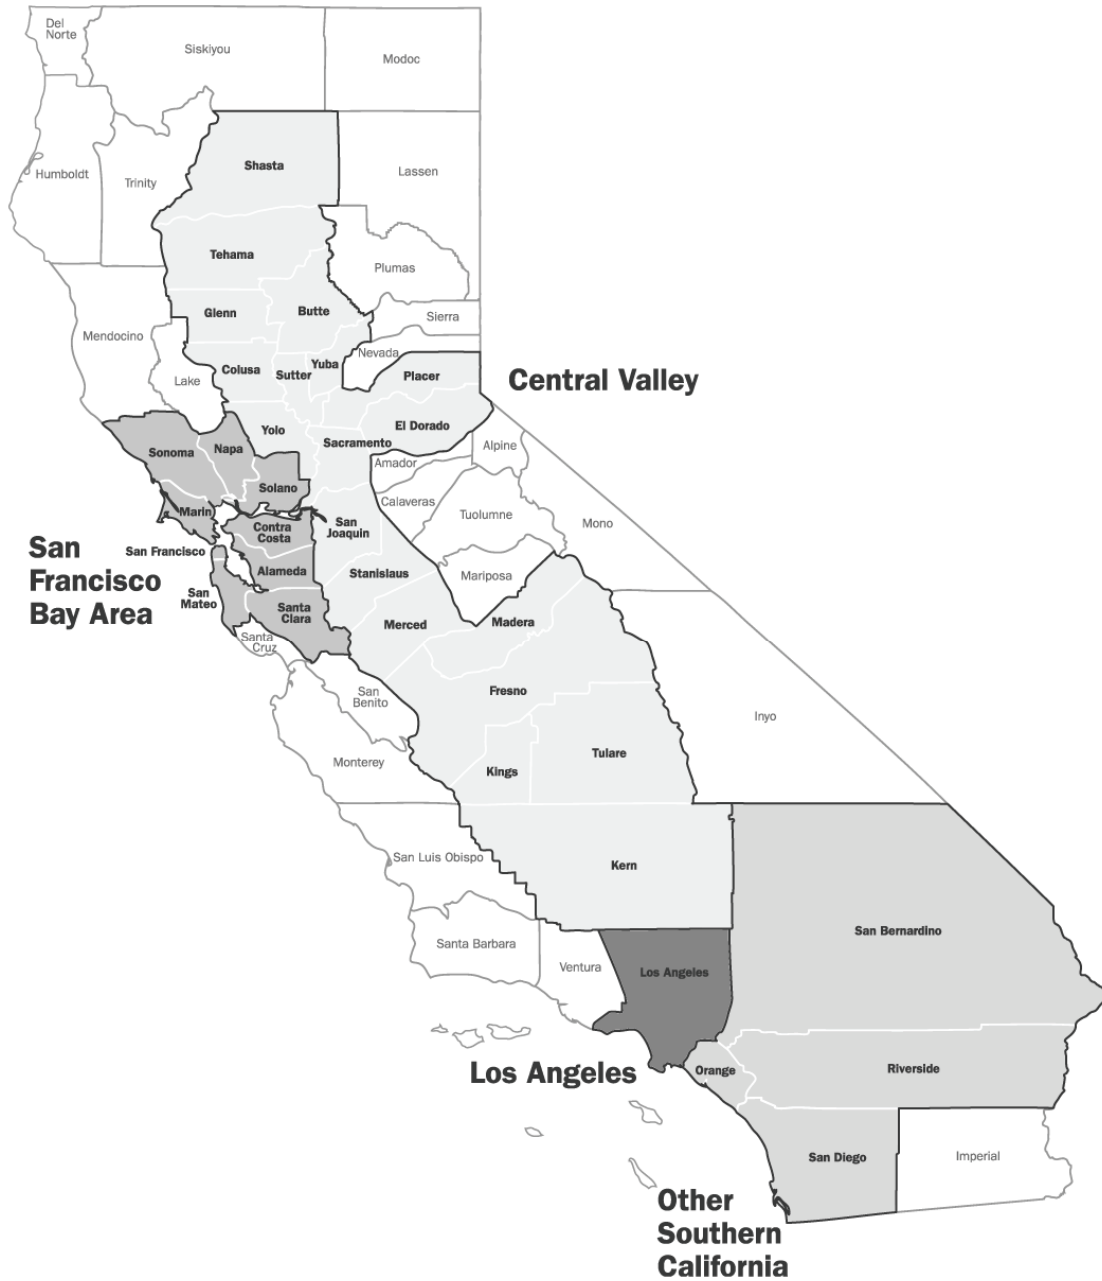 Del
Norte
Siskiyou
Modoc
Shasta
Lassen
Humboldt
Trinity
Tehama
Plumas
Glenn
Butte
Sierra
Mendocino
Nevada
Yuba
Colusa
Sutter
Placer
Lake
Central Valley
El Dorado
Yolo
Sacramento
Sonoma
Napa
Alpine
Amador
Solano
Calaveras
Marin
Tuolumne
Mono
Contra
Costa
San
Joaquin
San Francisco
San
Francisco
Bay Area
Alameda
Stanislaus
Mariposa
San
Mateo
Santa
Clara
Merced
Madera
Santa
Cruz
San
Benito
Fresno
Inyo
Monterey
Kings
Tulare
San Luis Obispo
Kern
San Bernardino
Santa Barbara
Ventura
Los Angeles
Los Angeles
Orange
Riverside
San Diego
Imperial
Other
Southern
California